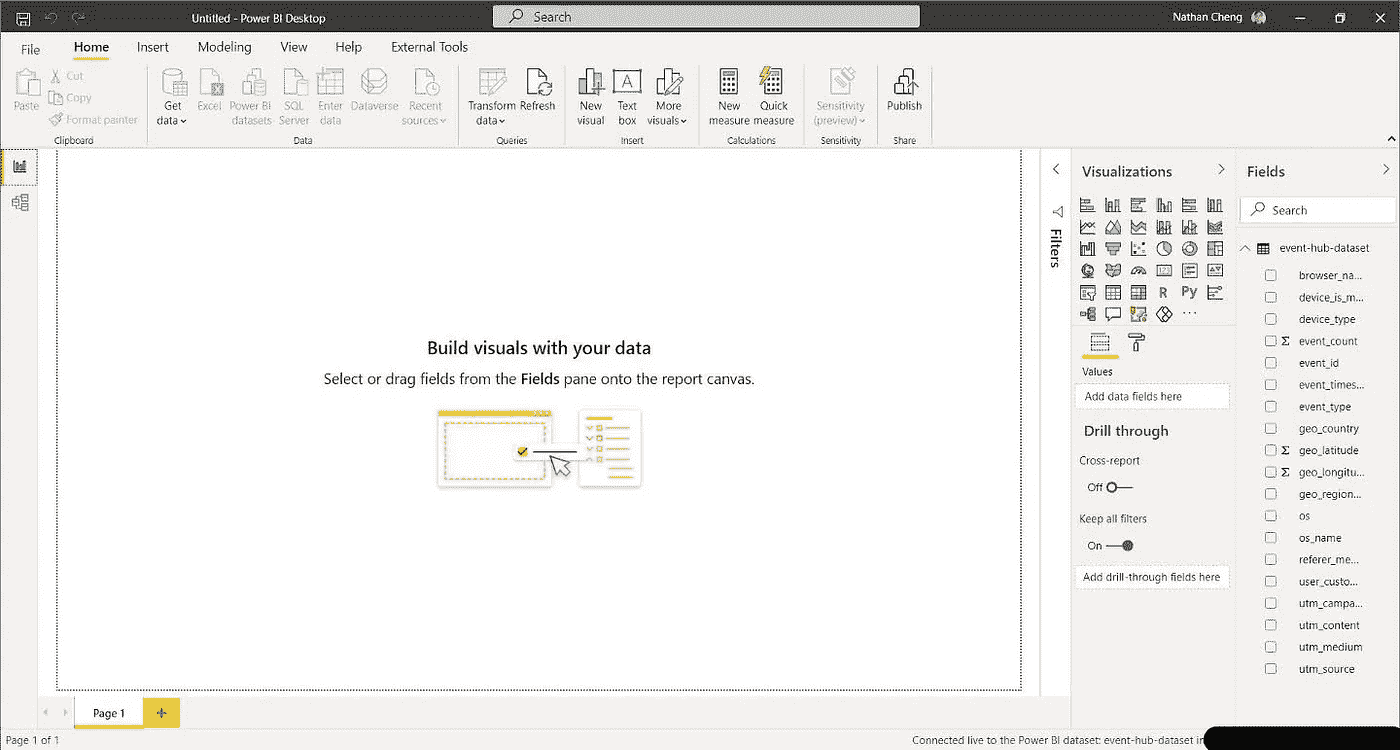 Untitled - Power BI Desktop
Search
Nathan Cheng
File
Home
Insert
Modeling
View
Help
External Tools
Paste
Cut
Copy
Format painter
Clipboard
Get
data
Excel
Power BI
datasets
SQL
Server
Enter
data
Dataverse
Recent
sources
Data
Transform
data
Refresh
Queries
New
visual
Text
box
More
visuals
Insert
New
measure
Quick
measure
Calculations
Sensitivity
(preview)
Sensitivity
Publish
Share
Build visuals with your data
Select or drag fields from the Fields pane onto the report canvas.
Filters
Visualizations
R
Py
Values
Add data fields here
Drill through
Cross-report
Off
Keep all filters
On
Add drill-through fields here
Fields
Search
event-hub-dataset
browser_na...
device_is_m...
device_type
event_count
event_id
event_times...
event_type
geo_country
geo_latitude
geo_longitu...
geo_region...
os
os_name
referer_me...
user_custo...
utm_campa...
utm_content
utm_medium
utm_source
Page 1
Page 1 of 1
Connected live to the Power BI dataset: event-hub-dataset in